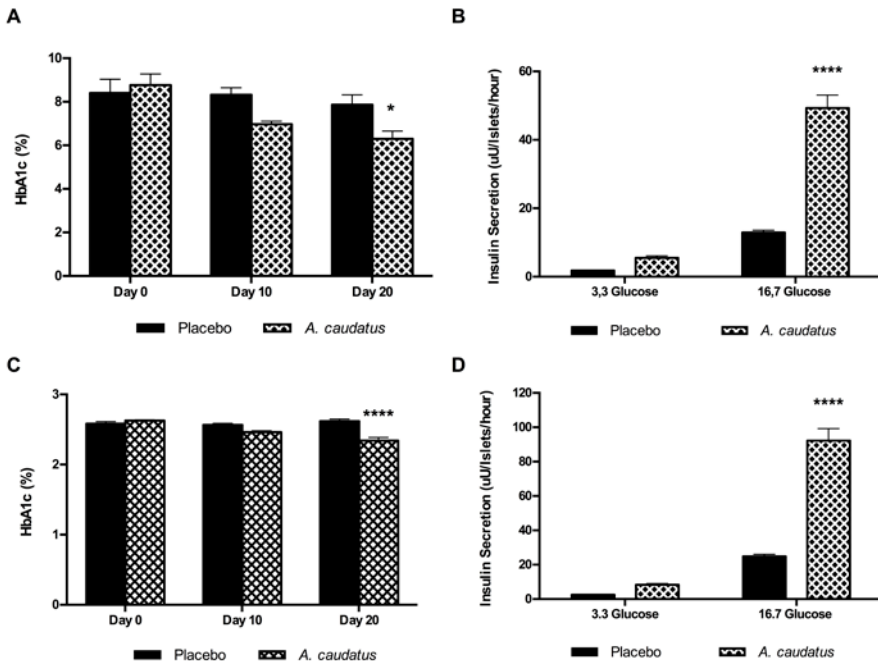 A
HbA1c (%)
10
8
6
4
2
0
*
Day 0 Day 10 Day 20
Placebo A. caudatus
B
Insulin Secretion (uU/Islets/hour)
60
40
20
0
****
3,3 Glucose 16,7 Glucose
Placebo A. caudatus
C
HbA1c (%)
3
2
1
0
****
Day 0 Day 10 Day 20
Placebo A. caudatus
D
Insulin Secretion (uU/Islets/hour)
120
100
80
60
40
20
0
****
3.3 Glucose 16.7 Glucose
Placebo A. caudatus